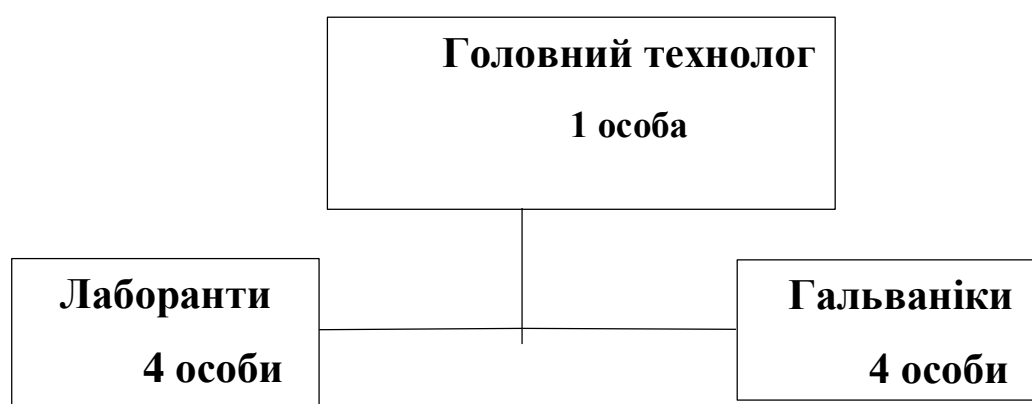 Головний технолог
1 особа
Лаборанти
4 особи
Гальваніки
4 особи